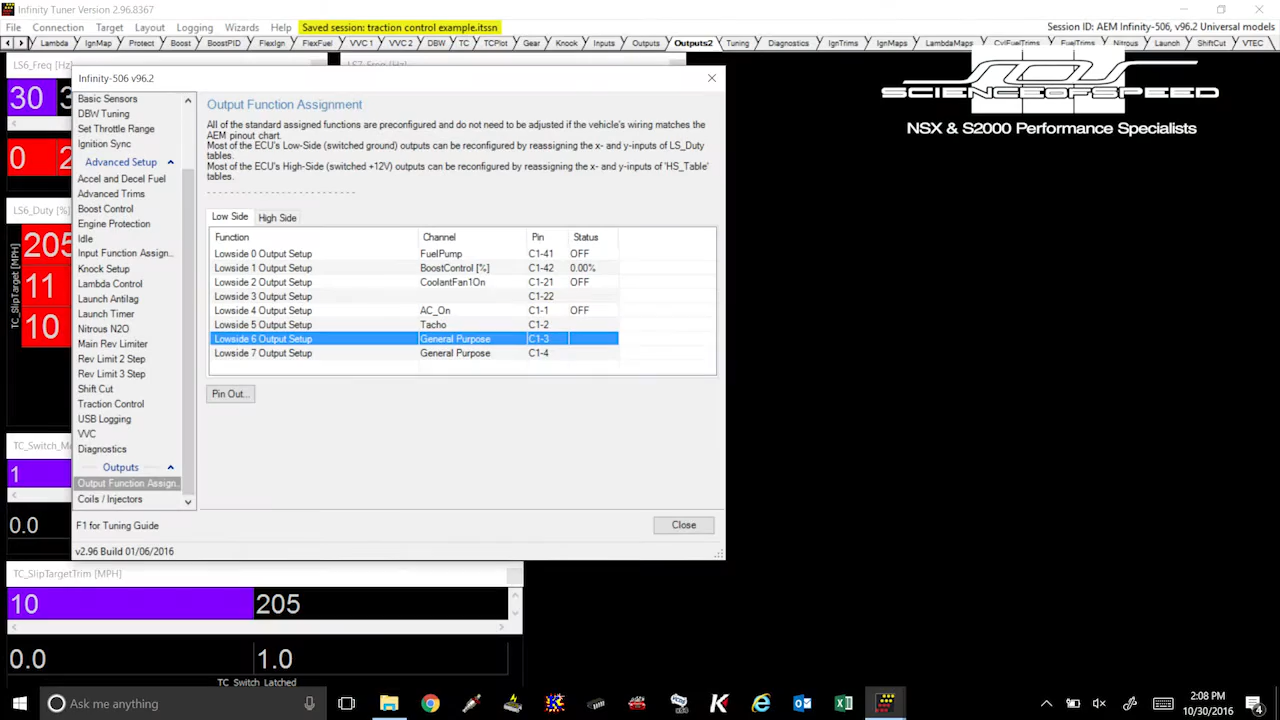 Infinity Tuner Version 2.96.8367
File Connection Target Layout Logging Wizards Help Saved session: traction control example.itssn Session ID: AEM Infinity-506, v96.2 Universal models
Lambda IgnMap Protect Boost BoostPID FlexIgn FlexFuel VVC 1 VVC 2 DBW TC TCPlot Gear Knock Inputs Outputs Outputs2 Tuning Diagnostics IgnTrims IgnMaps LambdaMaps CylFuelTrims FuelTrims Nitrous Launch ShiftCut VTEC
LS6_Freq [Hz] LS7_Freq [Hz]
30 3
0 2
LS6_Duty [%]
TC_SlipTarget [MPH]
205
11
10
1
0.0
Infinity-506 v96.2
Basic Sensors
DBW Tuning
Set Throttle Range
Ignition Sync
Advanced Setup
Accel and Decel Fuel
Advanced Trims
Boost Control
Engine Protection
Idle
Input Function Assign..
Knock Setup
Lambda Control
Launch Antilag
Launch Timer
Nitrous N2O
Main Rev Limiter
Rev Limit 2 Step
Rev Limit 3 Step
Shift Cut
Traction Control
USB Logging
VVC
Diagnostics
Outputs
Output Function Assign..
Coils / Injectors
Output Function Assignment
All of the standard assigned functions are preconfigured and do not need to be adjusted if the vehicle's wiring matches the
AEM pinout chart.
Most of the ECU's Low-Side (switched ground) outputs can be reconfigured by reassigning the x- and y-inputs of LS_Duty
tables.
Most of the ECU's High-Side (switched +12V) outputs can be reconfigured by reassigning the x- and y-inputs of 'HS_Table'
tables.
- - - - - - - - - - - - - - - - - - - - - - - - - - - -
Low Side High Side
Function Channel Pin Status
Lowside 0 Output Setup FuelPump C1-41 OFF
Lowside 1 Output Setup BoostControl [%] C1-42 0.00%
Lowside 2 Output Setup CoolantFan1On C1-21 OFF
Lowside 3 Output Setup C1-22
Lowside 4 Output Setup AC_On C1-1 OFF
Lowside 5 Output Setup Tacho C1-2
Lowside 6 Output Setup General Purpose C1-3
Lowside 7 Output Setup General Purpose C1-4
Pin Out...
F1 for Tuning Guide Close
v2.96 Build 01/06/2016
TC_SlipTargetTrim [MPH]
10 205
0.0 1.0
TC_Switch_Latched
SCIENCEOFSPEED
NSX & S2000 Performance Specialists
Ask me anything
2:08 PM
10/30/2016